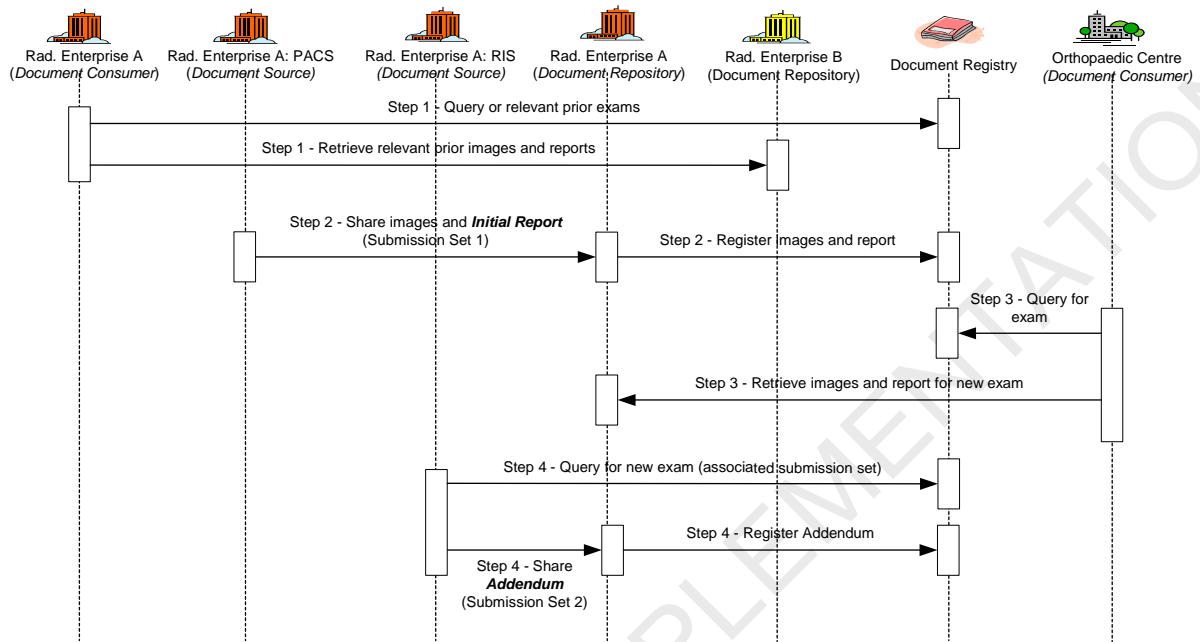 Rad. Enterprise A
(Document Consumer)
Rad. Enterprise A: PACS
(Document Source)
Rad. Enterprise A: RIS
(Document Source)
Rad. Enterprise A
(Document Repository)
Rad. Enterprise B
(Document Repository)
Document Registry
Orthopaedic Centre
(Document Consumer)
Step 1 - Query or relevant prior exams
Step 1 - Retrieve relevant prior images and reports
Step 2 - Share images and Initial Report
(Submission Set 1)
Step 2 - Register images and report
Step 3 - Query for
exam
Step 3 - Retrieve images and report for new exam
Step 4 - Query for new exam (associated submission set)
Step 4 - Register Addendum
Step 4 - Share
Addendum
(Submission Set 2)
PLEMENTATION